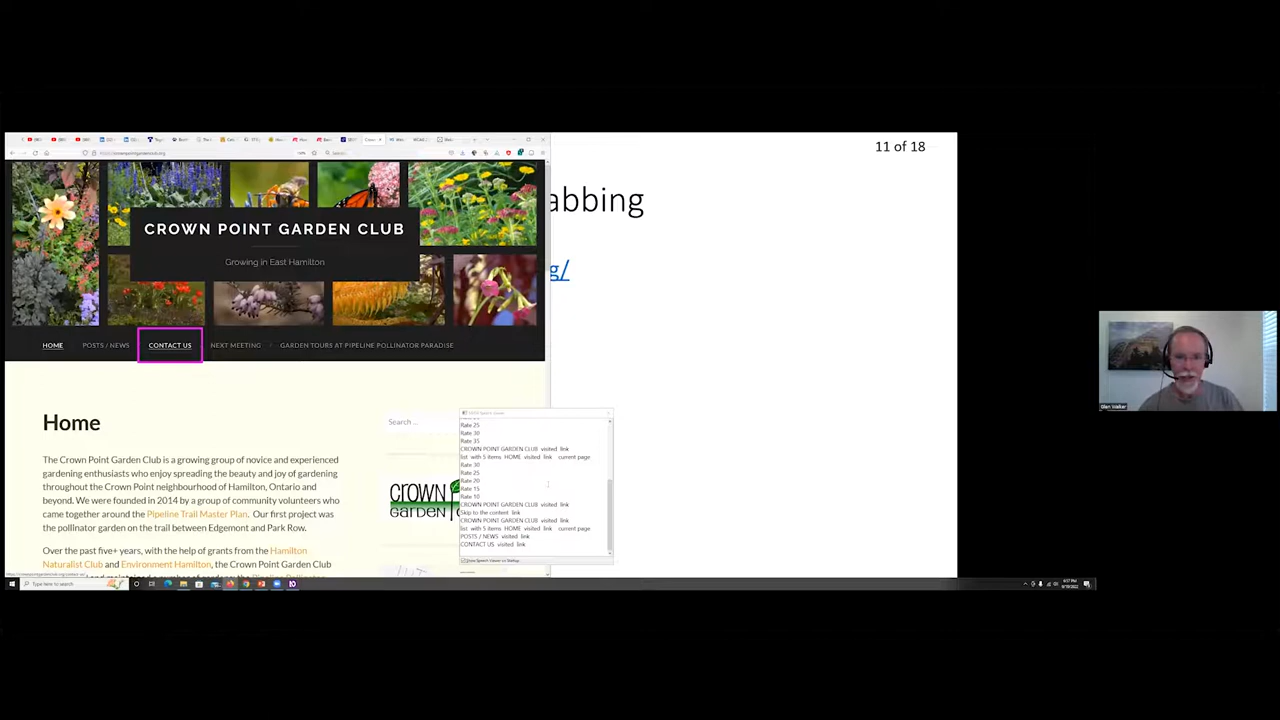 11 of 18
abbing
g/
Search...
CROWN POINT GARDEN CLUB
Growing in East Hamilton
HOME
POSTS / NEWS
CONTACT US
NEXT MEETING
GARDEN TOURS AT PIPELINE POLLINATOR PARADISE
Home
The Crown Point Garden Club is a growing group of novice and experienced
gardening enthusiasts who enjoy spreading the beauty and joy of gardening
throughout the Crown Point neighbourhood of Hamilton, Ontario and
beyond. We were founded in 2014 by a group of community volunteers who
came together around the Pipeline Trail Master Plan. Our first project
was the pollinator garden on the trail between Edgemont and Park Row.
Over the past five+ years, with the help of grants from the Hamilton
Naturalist Club and Environment Hamilton, the Crown Point Garden Club
Search ...
crown
garden
Rate 25
Rate 30
Rate 35
CROWN POINT GARDEN CLUB visited link
list with 5 items HOME visited link current page
Rate 30
Rate 25
Rate 20
Rate 15
Rate 10
CROWN POINT GARDEN CLUB visited link
Skip to the content link
CROWN POINT GARDEN CLUB visited link
list with 5 items HOME visited link current page
POSTS / NEWS visited link
CONTACT US visited link
Type here to search
Glen Walker